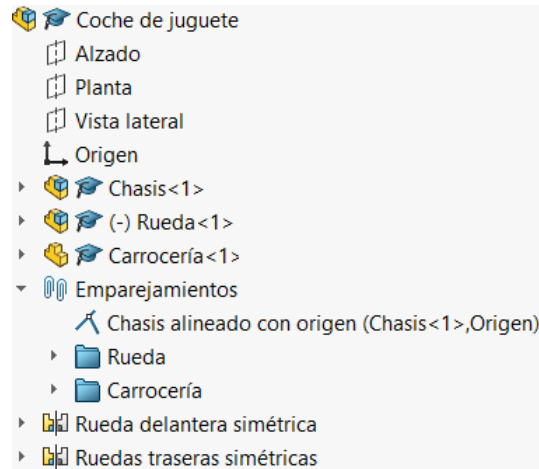 Coche de juguete
Alzado
Planta
Vista lateral
Origen
Chasis<1>
(-) Rueda<1>
Carrocería<1>
Emparejamientos
Chasis alineado con origen (Chasis<1>,Origen)
Rueda
Carrocería
Rueda delantera simétrica
Ruedas traseras simétricas